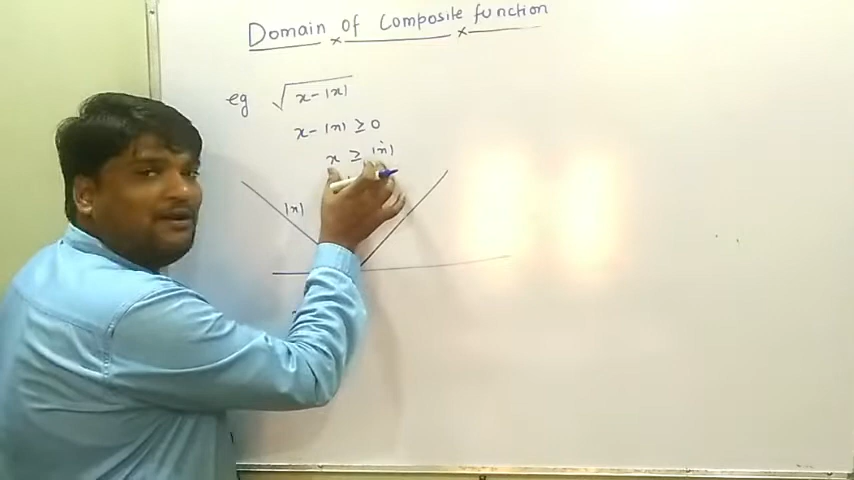 Domain of Composite function
eg √x-|x|
x-|x| ≥ 0
x ≥ |x|
|x|